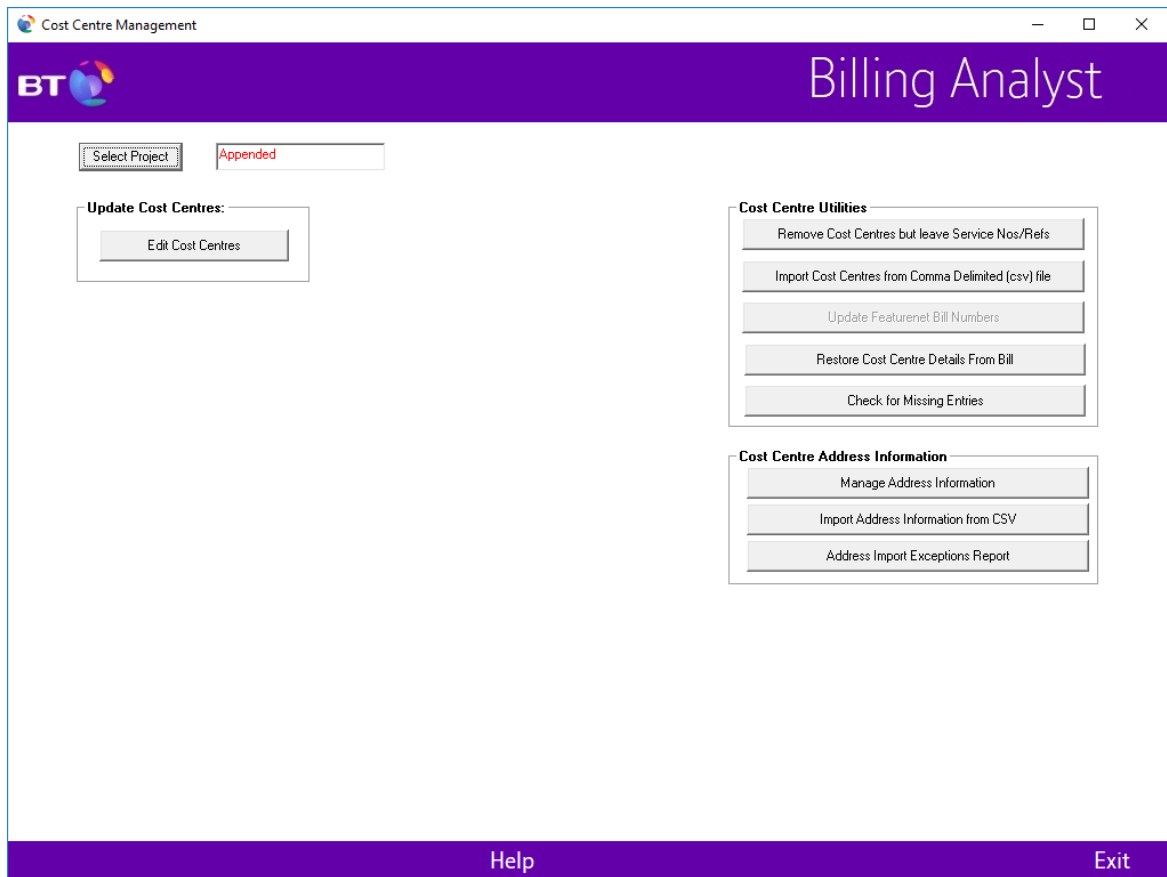 Cost Centre Management
BT
Billing Analyst
Select Project
Appended
Update Cost Centres:
Edit Cost Centres
Cost Centre Utilities
Remove Cost Centres but leave Service Nos/Refs
Import Cost Centres from Comma Delimited (csv) file
Update Featurenet Bill Numbers
Restore Cost Centre Details From Bill
Check for Missing Entries
Cost Centre Address Information
Manage Address Information
Import Address Information from CSV
Address Import Exceptions Report
Help
Exit